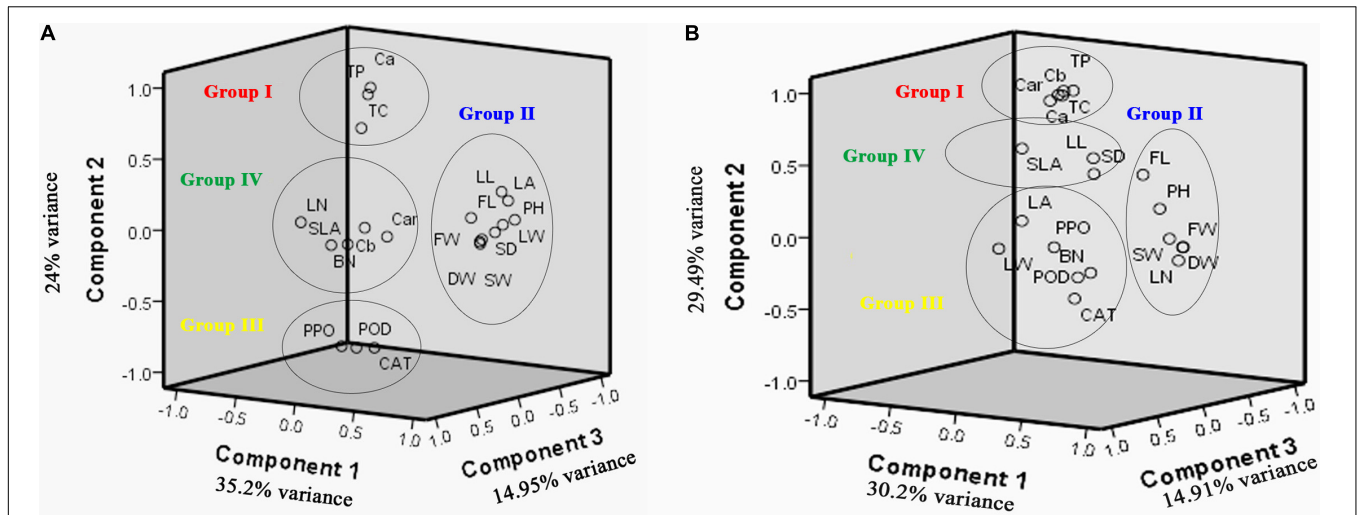 A
Ca
TP
TC
Group I
Group II
Group IV
Group III
LL
LA
FL
PH
FW
LW
SD
DW
SW
LN
SLA
Car
Cb
BN
PPO
POD
CAT
1.0
0.5
0.0
-0.5
-1.0
Component 2
24% variance
-1.0
-0.5
0.0
0.5
1.0
Component 1
35.2% variance
1.0
0.5
0.0
-0.5
-1.0
Component 3
14.95% variance
B
TP
Cb
Car
TC
Ca
Group I
Group II
Group IV
Group III
LL
SD
SLA
FL
PH
FW
SW
DW
LN
LA
PPO
LW
BN
POD
CAT
1.0
0.5
0.0
-0.5
-1.0
Component 2
29.49% variance
-1.0
-0.5
0.0
0.5
1.0
Component 1
30.2% variance
1.0
0.5
0.0
-0.5
-1.0
Component 3
14.91% variance